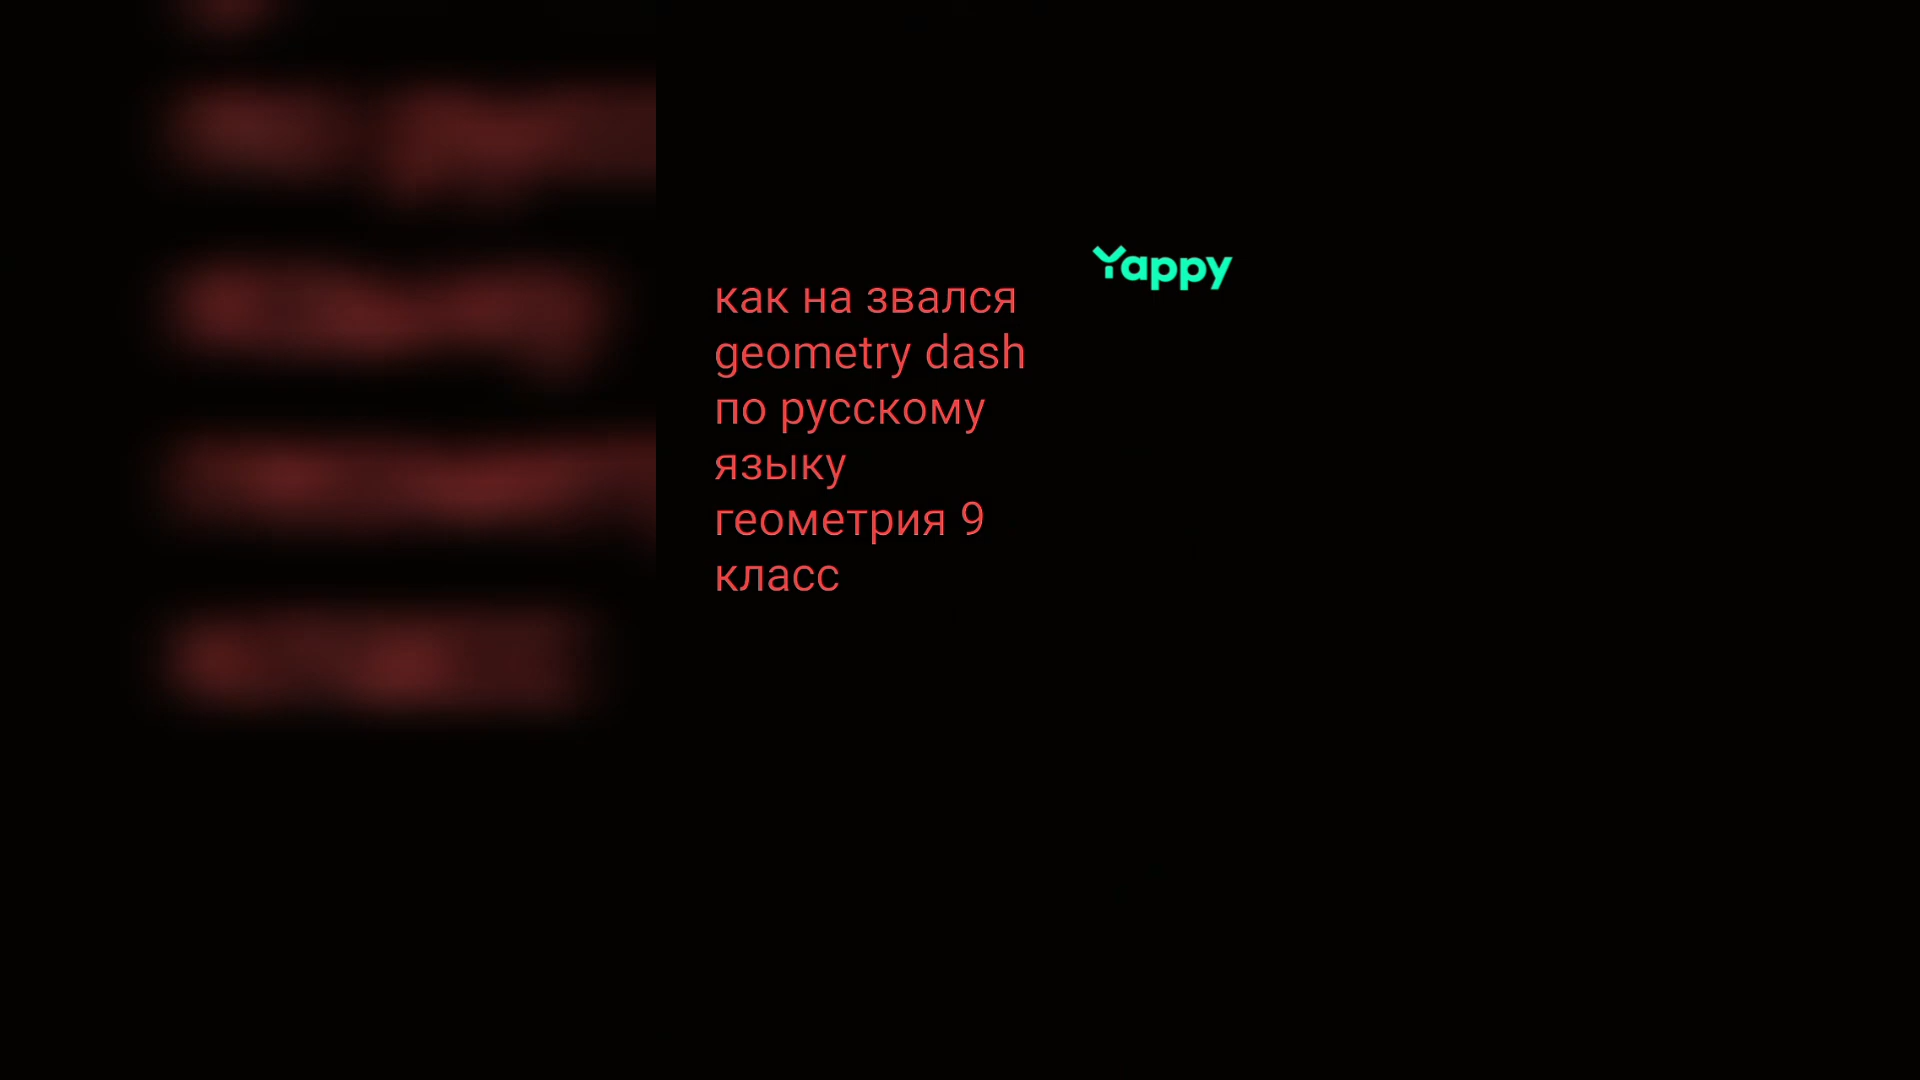 Yappy
как на звался
geometry dash
по русскому
языку
геометрия 9
класс